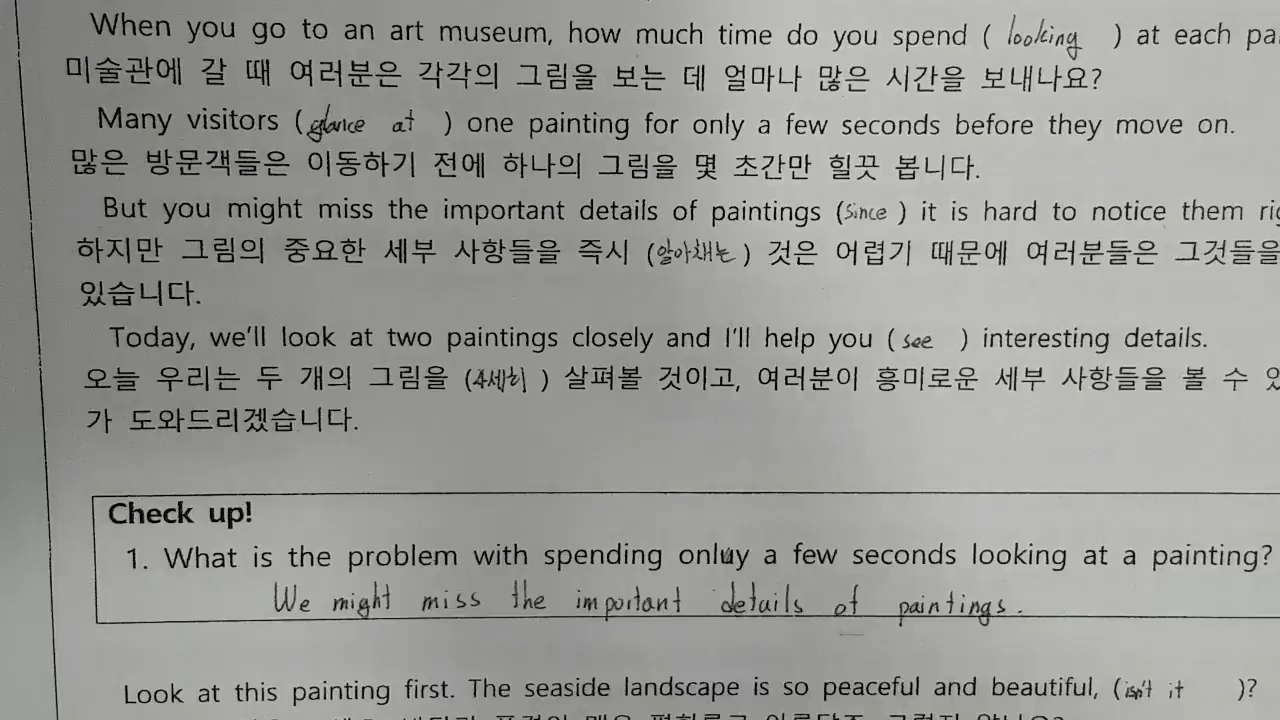 When you go to an art museum, how much time do you spend ( looking ) at each pa
미술관에 갈 때 여러분은 각각의 그림을 보는 데 얼마나 많은 시간을 보내나요?
Many visitors ( glance at ) one painting for only a few seconds before they move on.
많은 방문객들은 이동하기 전에 하나의 그림을 몇 초간만 힐끗 봅니다.
But you might miss the important details of paintings (since ) it is hard to notice them rig
하지만 그림의 중요한 세부 사항들을 즉시 (알아채는 ) 것은 어렵기 때문에 여러분들은 그것들을
있습니다.
Today, we'll look at two paintings closely and I'll help you ( see ) interesting details.
오늘 우리는 두 개의 그림을 ( ) 살펴볼 것이고, 여러분이 흥미로운 세부 사항들을 볼 수 있
가 도와드리겠습니다.
Check up!
1. What is the problem with spending onluy a few seconds looking at a painting?
We might miss the important details of paintings.
Look at this painting first. The seaside landscape is so peaceful and beautiful, (isn't it )?